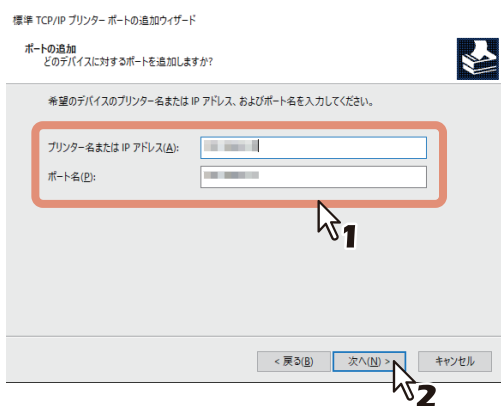 標準 TCP/IP プリンター ポートの追加ウィザード
ポートの追加
どのデバイスに対するポートを追加しますか?
希望のデバイスのプリンター名または IP アドレス、およびポート名を入力してください。
プリンター名または IP アドレス(A):
ポート名(P):
1
< 戻る(B)
次へ(N) >
キャンセル
2